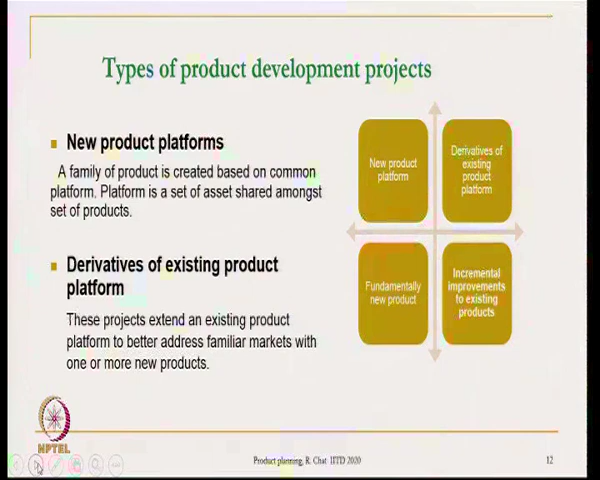 Types of product development projects
New product platforms
A family of product is created based on common
platform. Platform is a set of asset shared amongst
set of products.
Derivatives of existing product
platform
These projects extend an existing product
platform to better address familiar markets with
one or more new products.
New product
platform
Derivatives of
existing
product
platform
Fundamentally
new product
Incremental
improvements
to existing
products
NPTEL
Product planning, R. Chat IITD 2020
12